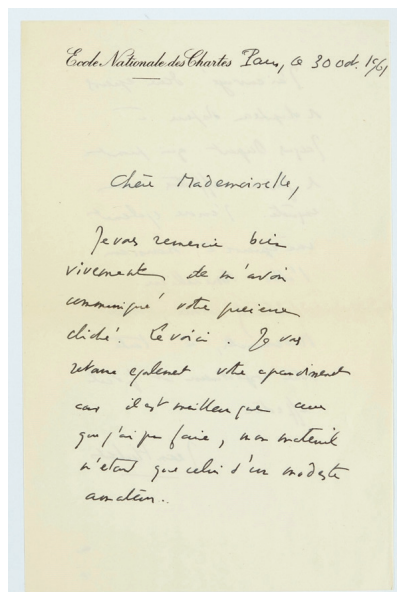 Ecole Nationale des Chartes Paris, le 30 oct. 1961
Chère Mademoiselle,
Je vous remercie bien
vivement de m'avoir
communiqué votre précieux
cliché. Le voici. Je vous
retourne également votre agrandissement
car il est meilleur que ceux
que j'ai pu faire, mon matériel
n'étant que celui d'un modeste
amateur.